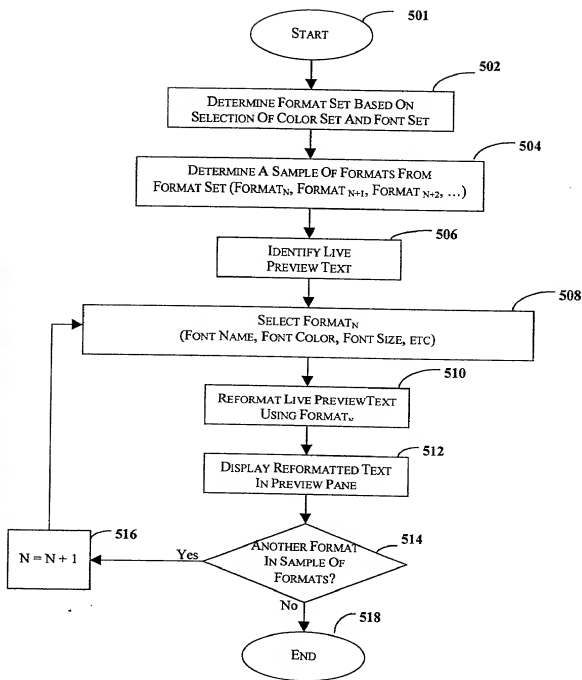 501
START
502
DETERMINE FORMAT SET BASED ON
SELECTION OF COLOR SET AND FONT SET
504
DETERMINE A SAMPLE OF FORMATS FROM
FORMAT SET (FORMATN, FORMAT N+1, FORMAT N+2, ...)
506
IDENTIFY LIVE
PREVIEW TEXT
508
SELECT FORMATN
(FONT NAME, FONT COLOR, FONT SIZE, ETC)
510
REFORMAT LIVE PREVIEWTEXT
USING FORMATN
512
DISPLAY REFORMATTED TEXT
IN PREVIEW PANE
514
ANOTHER FORMAT
IN SAMPLE OF
FORMATS?
Yes
516
N = N + 1
No
518
END